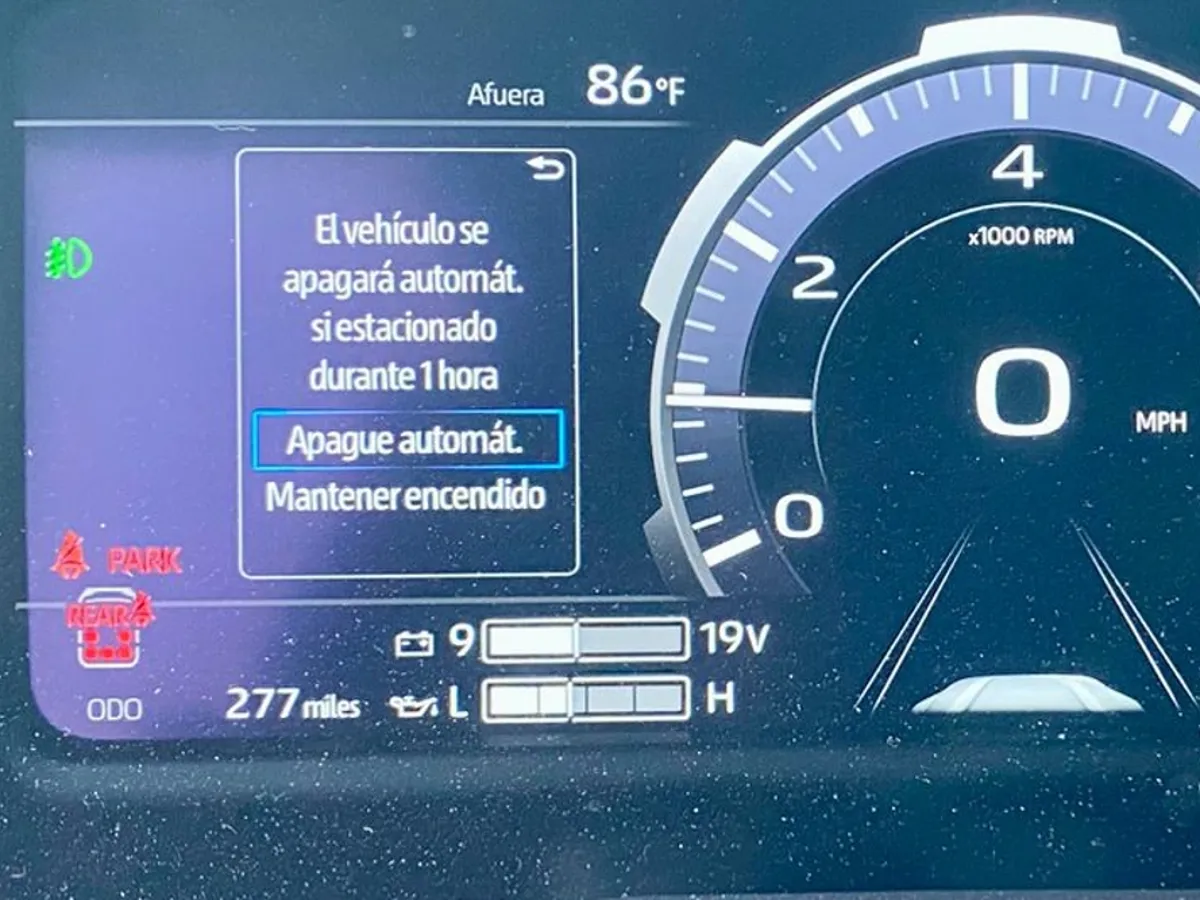 Afuera 86°F
El vehículo se
apagará automát.
si estacionado
durante 1 hora
Apague automát.
Mantener encendido
PARK
REAR
9 19V
ODO 277 miles L H
4
x1000 RPM
2
0
MPH
0